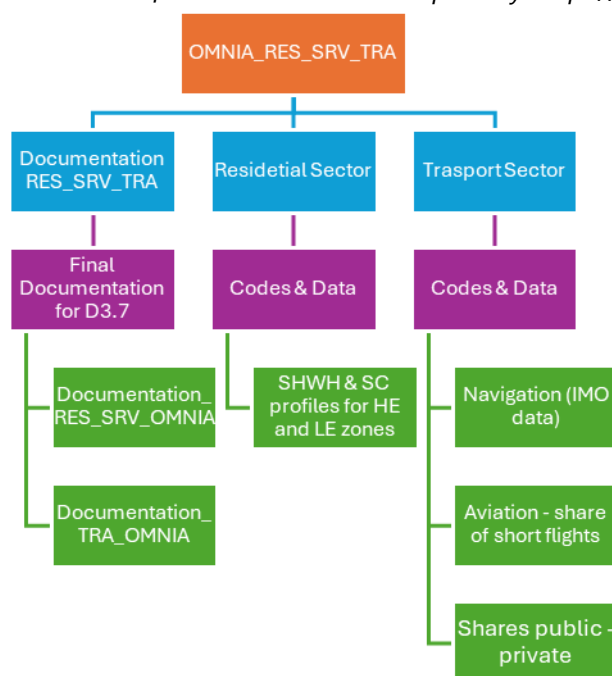 OMNIA_RES_SRV_TRA
Documentation
RES_SRV_TRA
Residetial Sector
Trasport Sector
Final
Documentation
for D3.7
Codes & Data
Codes & Data
Documentation_
RES_SRV_OMNIA
SHWH & SC
profiles for HE
and LE zones
Navigation (IMO
data)
Documentation_
TRA_OMNIA
Aviation - share
of short flights
Shares public -
private